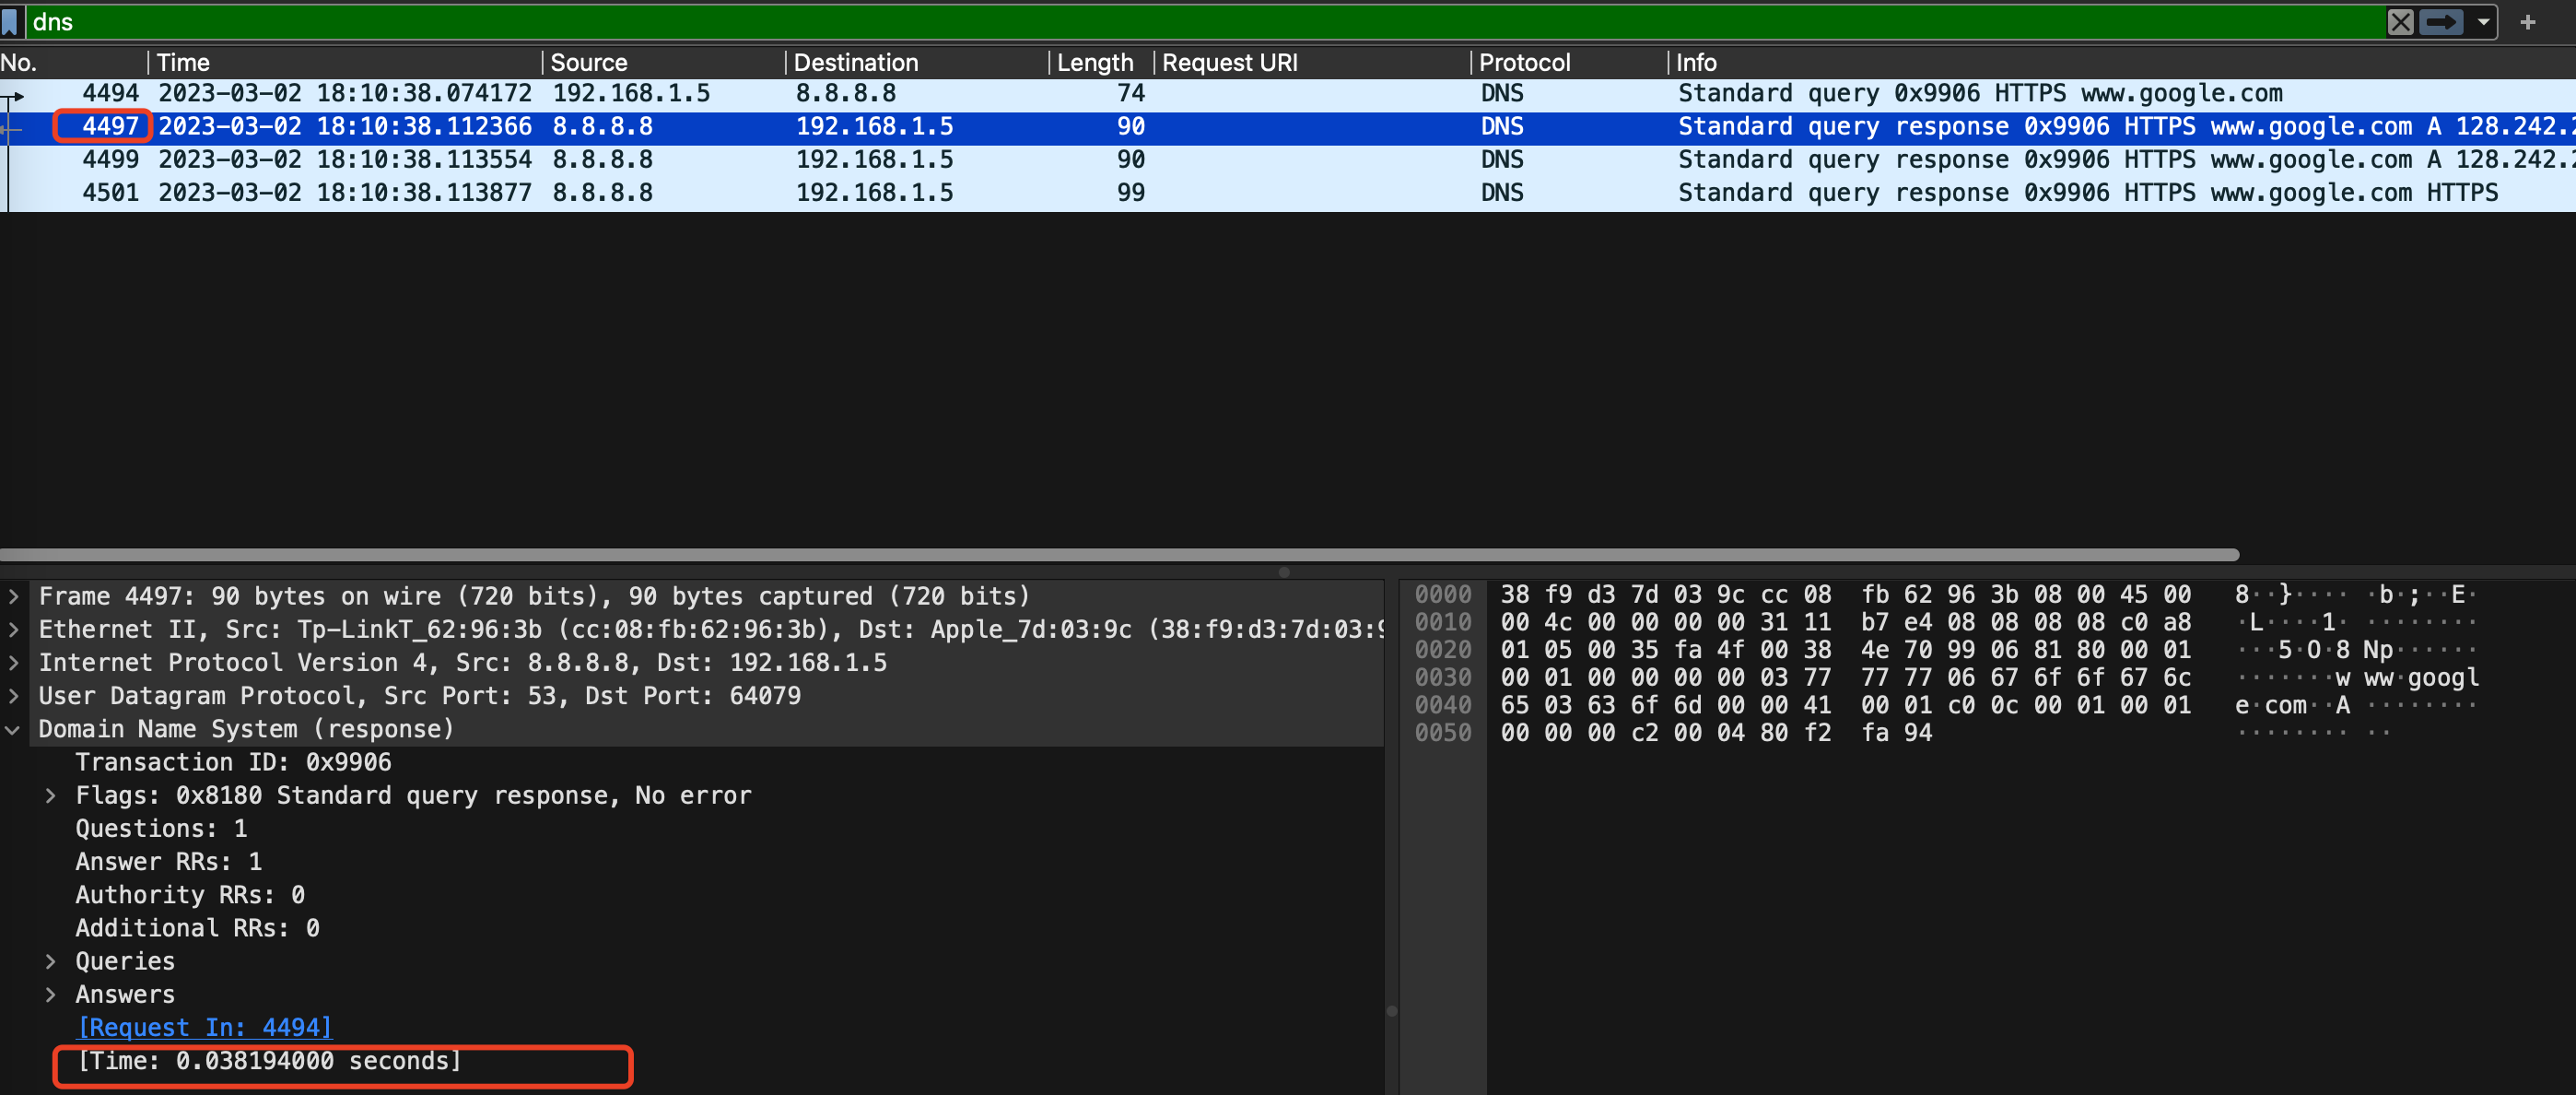 dns
No. Time Source Destination Length Request URI Protocol Info
4494 2023-03-02 18:10:38.074172 192.168.1.5 8.8.8.8 74 DNS Standard query 0x9906 HTTPS www.google.com
4497 2023-03-02 18:10:38.112366 8.8.8.8 192.168.1.5 90 DNS Standard query response 0x9906 HTTPS www.google.com A 128.242.2
4499 2023-03-02 18:10:38.113554 8.8.8.8 192.168.1.5 90 DNS Standard query response 0x9906 HTTPS www.google.com A 128.242.2
4501 2023-03-02 18:10:38.113877 8.8.8.8 192.168.1.5 99 DNS Standard query response 0x9906 HTTPS www.google.com HTTPS
Frame 4497: 90 bytes on wire (720 bits), 90 bytes captured (720 bits)
Ethernet II, Src: Tp-LinkT_62:96:3b (cc:08:fb:62:96:3b), Dst: Apple_7d:03:9c (38:f9:d3:7d:03:9
Internet Protocol Version 4, Src: 8.8.8.8, Dst: 192.168.1.5
User Datagram Protocol, Src Port: 53, Dst Port: 64079
Domain Name System (response)
Transaction ID: 0x9906
Flags: 0x8180 Standard query response, No error
Questions: 1
Answer RRs: 1
Authority RRs: 0
Additional RRs: 0
Queries
Answers
[Request In: 4494]
[Time: 0.038194000 seconds]
0000 38 f9 d3 7d 03 9c cc 08 fb 62 96 3b 08 00 45 00 8··}···· ·b·;··E·
0010 00 4c 00 00 00 00 31 11 b7 e4 08 08 08 08 c0 a8 ·L····1· ········
0020 01 05 00 35 fa 4f 00 38 4e 70 99 06 81 80 00 01 ···5·O·8 Np······
0030 00 01 00 00 00 00 03 77 77 77 06 67 6f 6f 67 6c ·······w ww·googl
0040 65 03 63 6f 6d 00 00 41 00 01 c0 0c 00 01 00 01 e·com··A ········
0050 00 00 00 c2 00 04 80 f2 fa 94 ········ ··